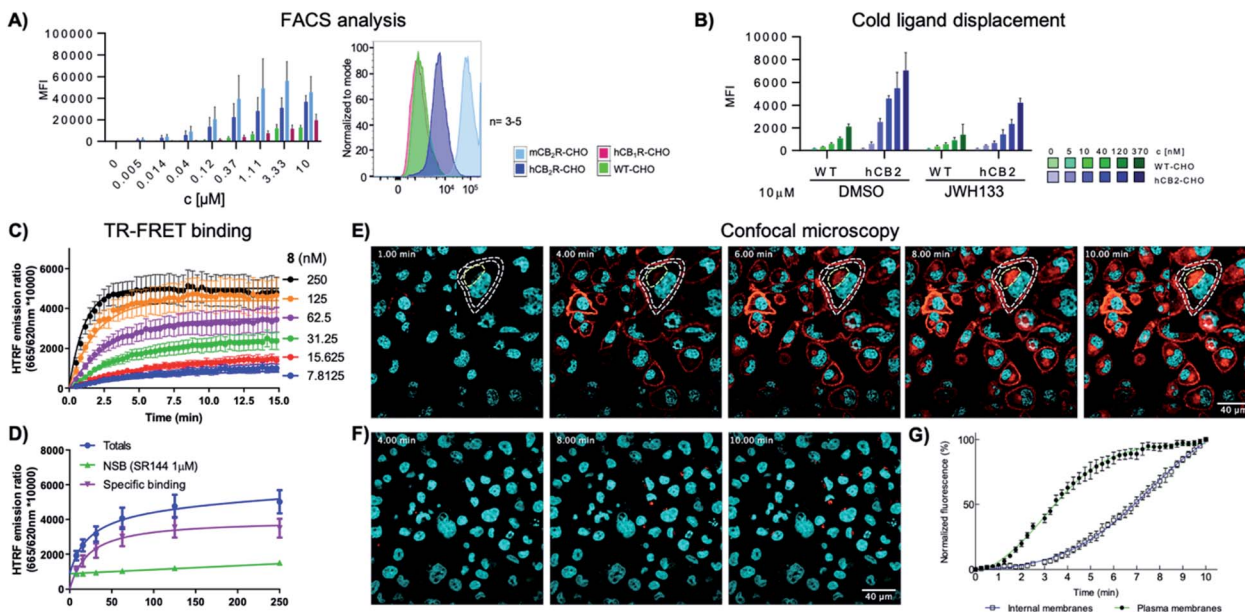 A)
FACS analysis
MFI
100000
80000
60000
40000
20000
0
0
0.005
0.014
0.04
0.12
0.37
1.11
3.33
10
c [µM]
Normalized to mode
100
80
60
40
20
0
0
10⁴
10⁵
n= 3-5
mCB₂R-CHO
hCB₁R-CHO
hCB₂R-CHO
WT-CHO
B)
Cold ligand displacement
MFI
10000
8000
6000
4000
2000
0
WT
hCB2
WT
hCB2
10µM
DMSO
JWH133
0 5 10 40 120 370 c [nM]
WT-CHO
hCB2-CHO
C)
TR-FRET binding
HTRF emission ratio
(665/620nm *10000)
6000
4000
2000
0
0.0 2.5 5.0 7.5 10.0 12.5 15.0
Time (min)
8 (nM)
250
125
62.5
31.25
15.625
7.8125
D)
HTRF emission ratio
(665/620nm *10000)
8000
6000
4000
2000
0
0 50 100 150 200 250
Totals
NSB (SR144 1µM)
Specific binding
E)
Confocal microscopy
1.00 min
4.00 min
6.00 min
8.00 min
10.00 min
40 µm
F)
4.00 min
8.00 min
10.00 min
40 µm
G)
Normalized fluorescence (%)
100
50
0
0 1 2 3 4 5 6 7 8 9 10
Time (min)
Internal membranes
Plasma membranes